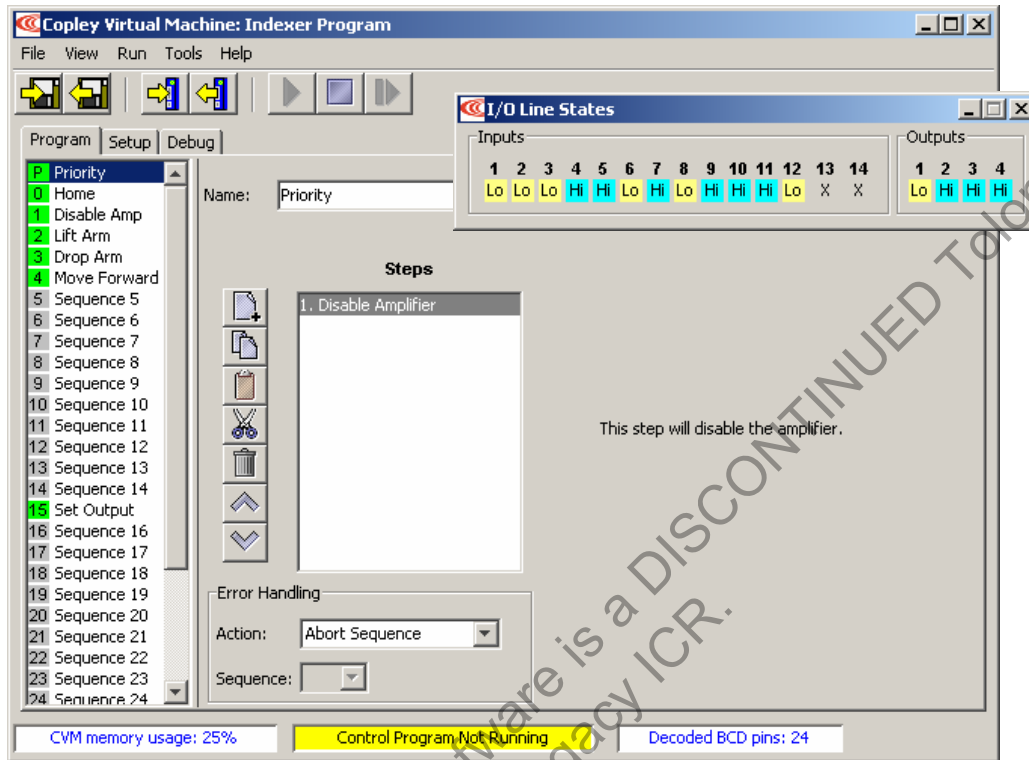 Copley Virtual Machine: Indexer Program
File View Run Tools Help
I/O Line States
Inputs
1 2 3 4 5 6 7 8 9 10 11 12 13 14
Lo Lo Lo Hi Hi Lo Hi Lo Hi Hi Hi Lo X X
Outputs
1 2 3 4
Lo Hi Hi Hi
Program Setup Debug
P Priority
0 Home
1 Disable Amp
2 Lift Arm
3 Drop Arm
4 Move Forward
5 Sequence 5
6 Sequence 6
7 Sequence 7
8 Sequence 8
9 Sequence 9
10 Sequence 10
11 Sequence 11
12 Sequence 12
13 Sequence 13
14 Sequence 14
15 Set Output
16 Sequence 16
17 Sequence 17
18 Sequence 18
19 Sequence 19
20 Sequence 20
21 Sequence 21
22 Sequence 22
23 Sequence 23
24 Sequence 24
Name: Priority
Steps
1. Disable Amplifier
This step will disable the amplifier.
Error Handling
Action: Abort Sequence
Sequence:
CVM memory usage: 25%
Control Program Not Running
Decoded BCD pins: 24
is a DISCONTINUED
ICR.